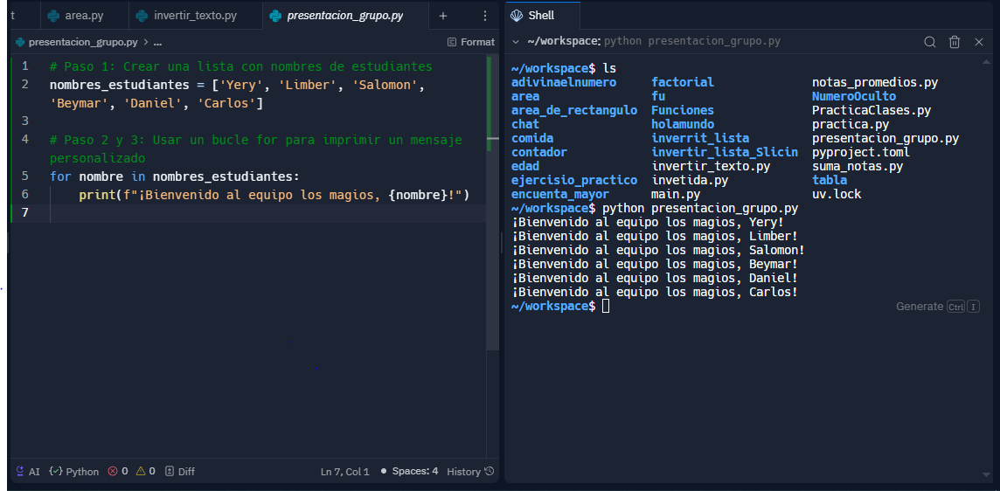 t area.py invertir_texto.py presentacion_grupo.py +
presentacion_grupo.py > ... Format
1 # Paso 1: Crear una lista con nombres de estudiantes
2 nombres_estudiantes = ['Yery', 'Limber', 'Salomon',
'Beymar', 'Daniel', 'Carlos']
3
4 # Paso 2 y 3: Usar un bucle for para imprimir un mensaje
personalizado
5 for nombre in nombres_estudiantes:
6 print(f"¡Bienvenido al equipo los magios, {nombre}!")
7
AI Python 0 0 Diff Ln 7, Col 1 Spaces: 4 History
Shell
~/workspace: python presentacion_grupo.py
~/workspace$ ls
adivinaelnumero factorial notas_promedios.py
area fu NumeroOculto
area_de_rectangulo Funciones PracticaClases.py
chat holamundo practica.py
comida inverrit_lista presentacion_grupo.py
contador invertir_lista_Slicin pyproject.toml
edad invertir_texto.py suma_notas.py
ejercisio_practico invetida.py tabla
encuenta_mayor main.py uv.lock
~/workspace$ python presentacion_grupo.py
¡Bienvenido al equipo los magios, Yery!
¡Bienvenido al equipo los magios, Limber!
¡Bienvenido al equipo los magios, Salomon!
¡Bienvenido al equipo los magios, Beymar!
¡Bienvenido al equipo los magios, Daniel!
¡Bienvenido al equipo los magios, Carlos!
~/workspace$
Generate Ctrl I